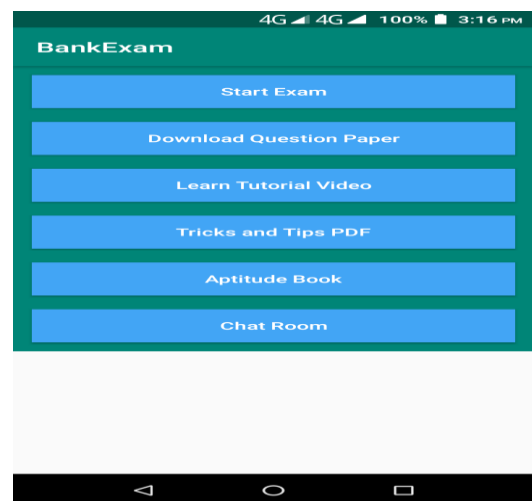 4G 4G 100% 3:16 PM
BankExam
Start Exam
Download Question Paper
Learn Tutorial Video
Tricks and Tips PDF
Aptitude Book
Chat Room